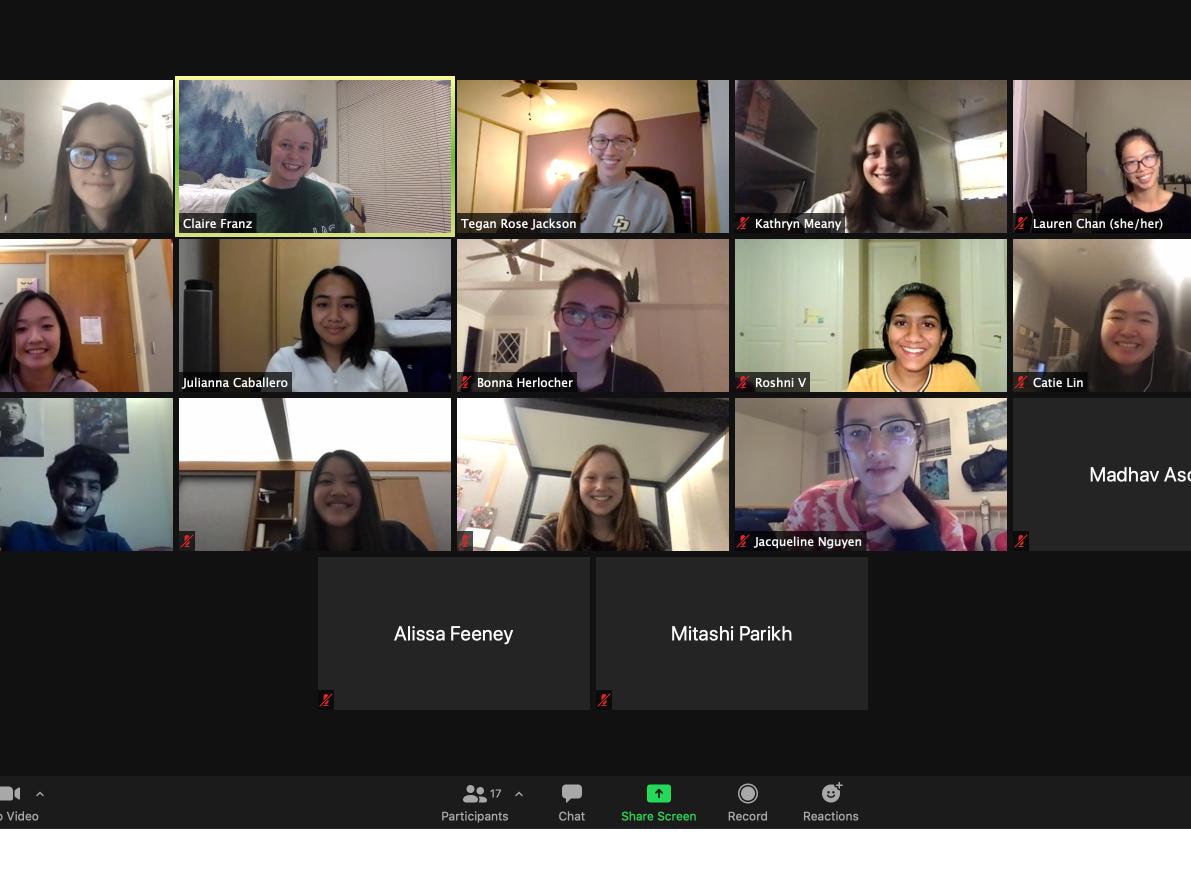 Claire Franz
Tegan Rose Jackson
Kathryn Meany
Lauren Chan (she/her)
Julianna Caballero
Bonna Herlocher
Roshni V
Catie Lin
Jacqueline Nguyen
Madhav
Alissa Feeney
Mitashi Parikh
Video
17
Participants
Chat
Share Screen
Record
Reactions